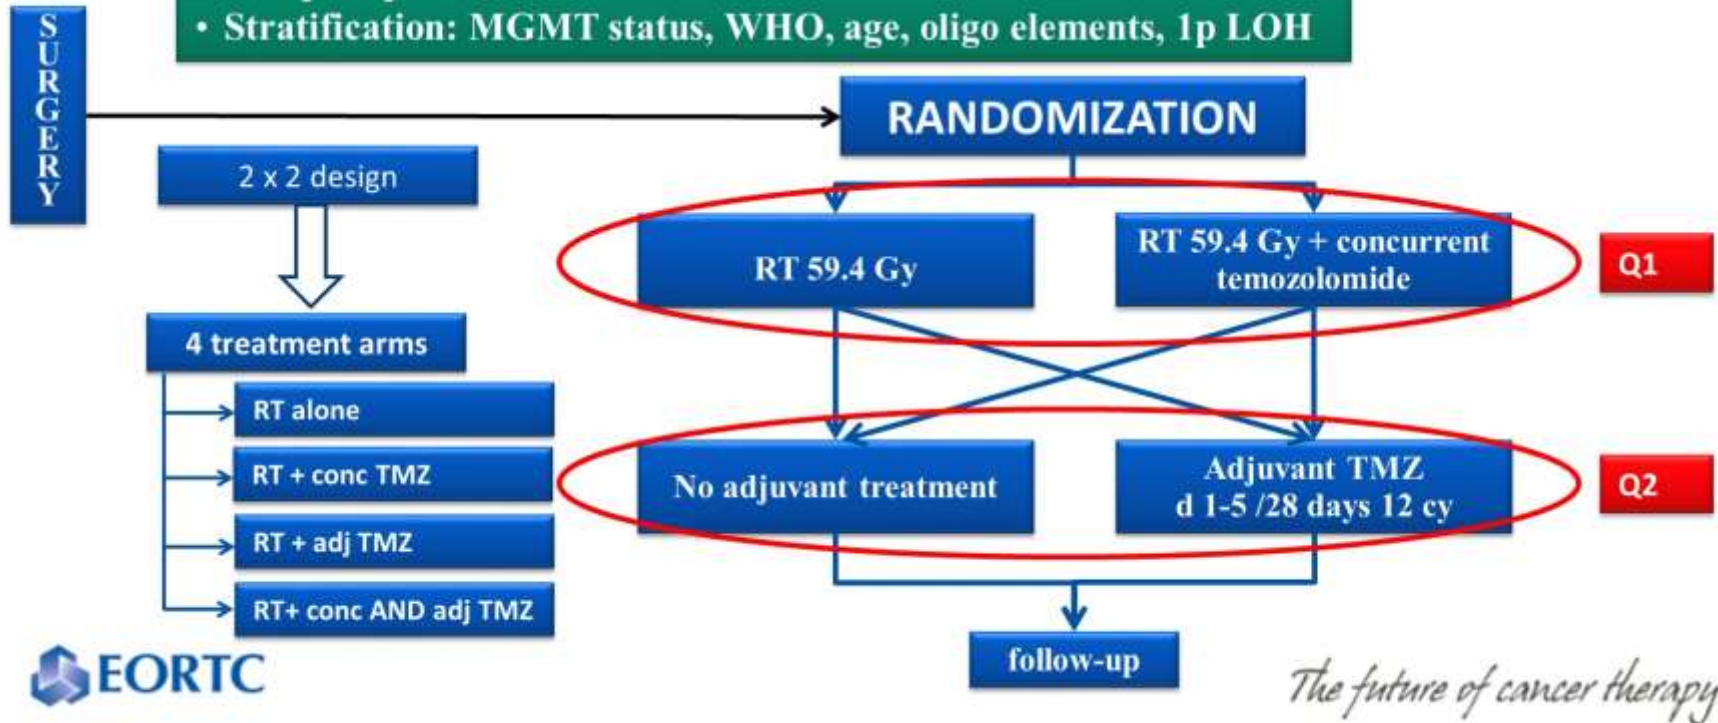 • Stratification: MGMT status, WHO, age, oligo elements, 1p LOH
SURGERY
RANDOMIZATION
2 x 2 design
RT 59.4 Gy
RT 59.4 Gy + concurrent
temozolomide
Q1
4 treatment arms
RT alone
RT + conc TMZ
RT + adj TMZ
RT+ conc AND adj TMZ
No adjuvant treatment
Adjuvant TMZ
d 1-5 /28 days 12 cy
Q2
follow-up
EORTC
The future of cancer therapy